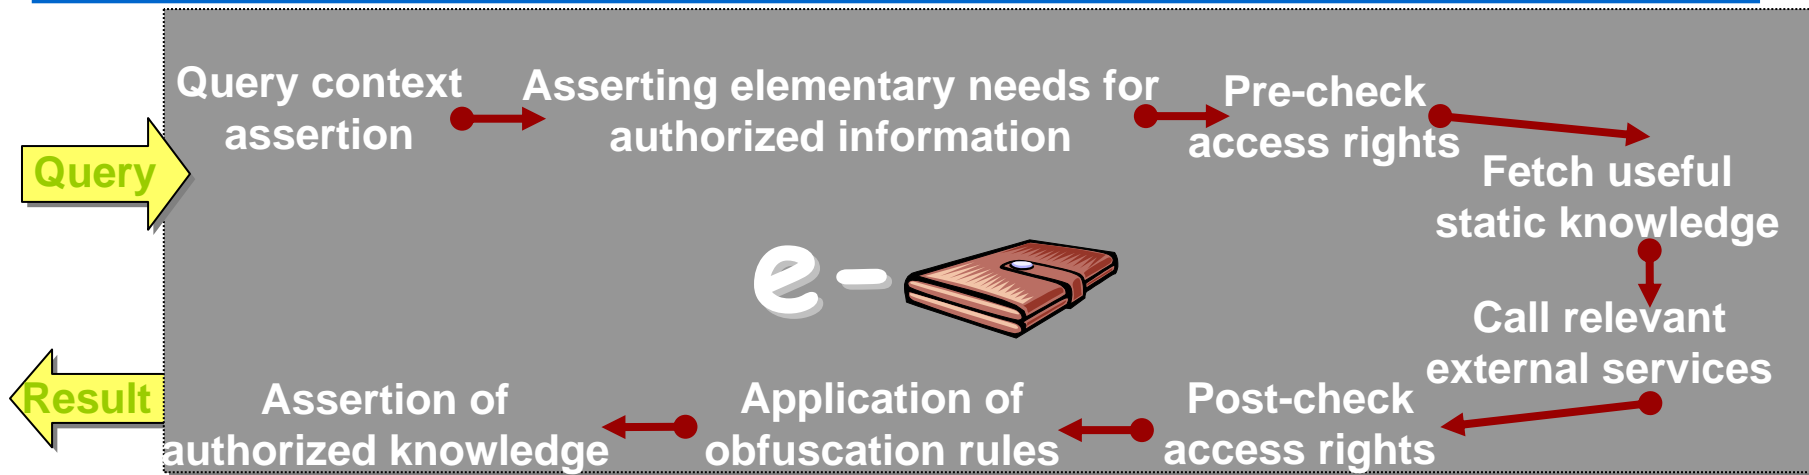 Query context
assertion
Asserting elementary needs for
authorized information
Pre-check
access rights
Query
Fetch useful
static knowledge
e-
Call relevant
external services
Post-check
access rights
Application of
obfuscation rules
Assertion of
authorized knowledge
Result